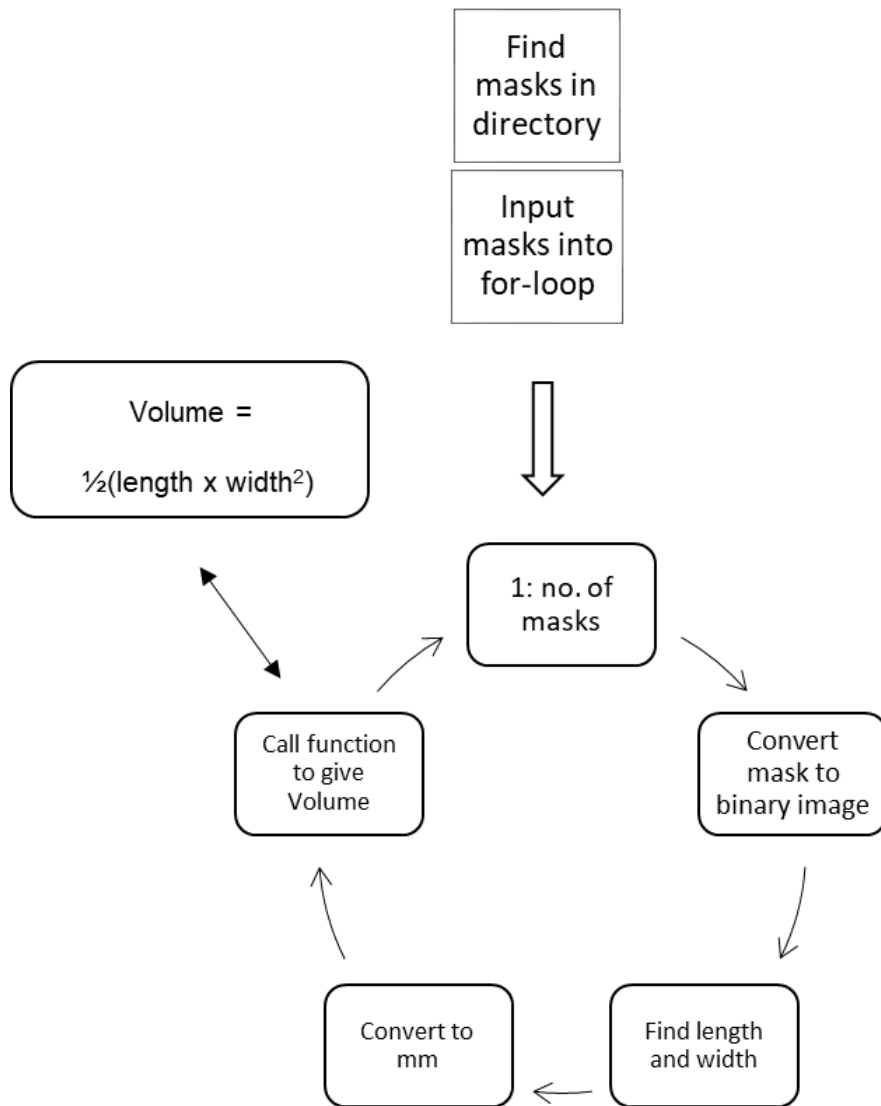 Find
masks in
directory
Input
masks into
for-loop
Volume =
½(length x width²)
1: no. of
masks
Call function
to give
Volume
Convert
mask to
binary image
Convert to
mm
Find length
and width